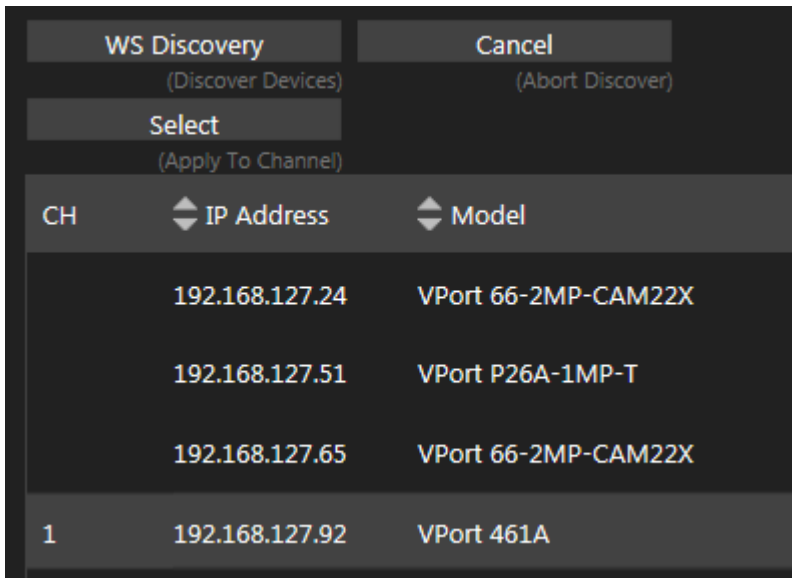 WS Discovery Cancel
(Discover Devices) (Abort Discover)
Select
(Apply To Channel)
CH IP Address Model
192.168.127.24 VPort 66-2MP-CAM22X
192.168.127.51 VPort P26A-1MP-T
192.168.127.65 VPort 66-2MP-CAM22X
1 192.168.127.92 VPort 461A